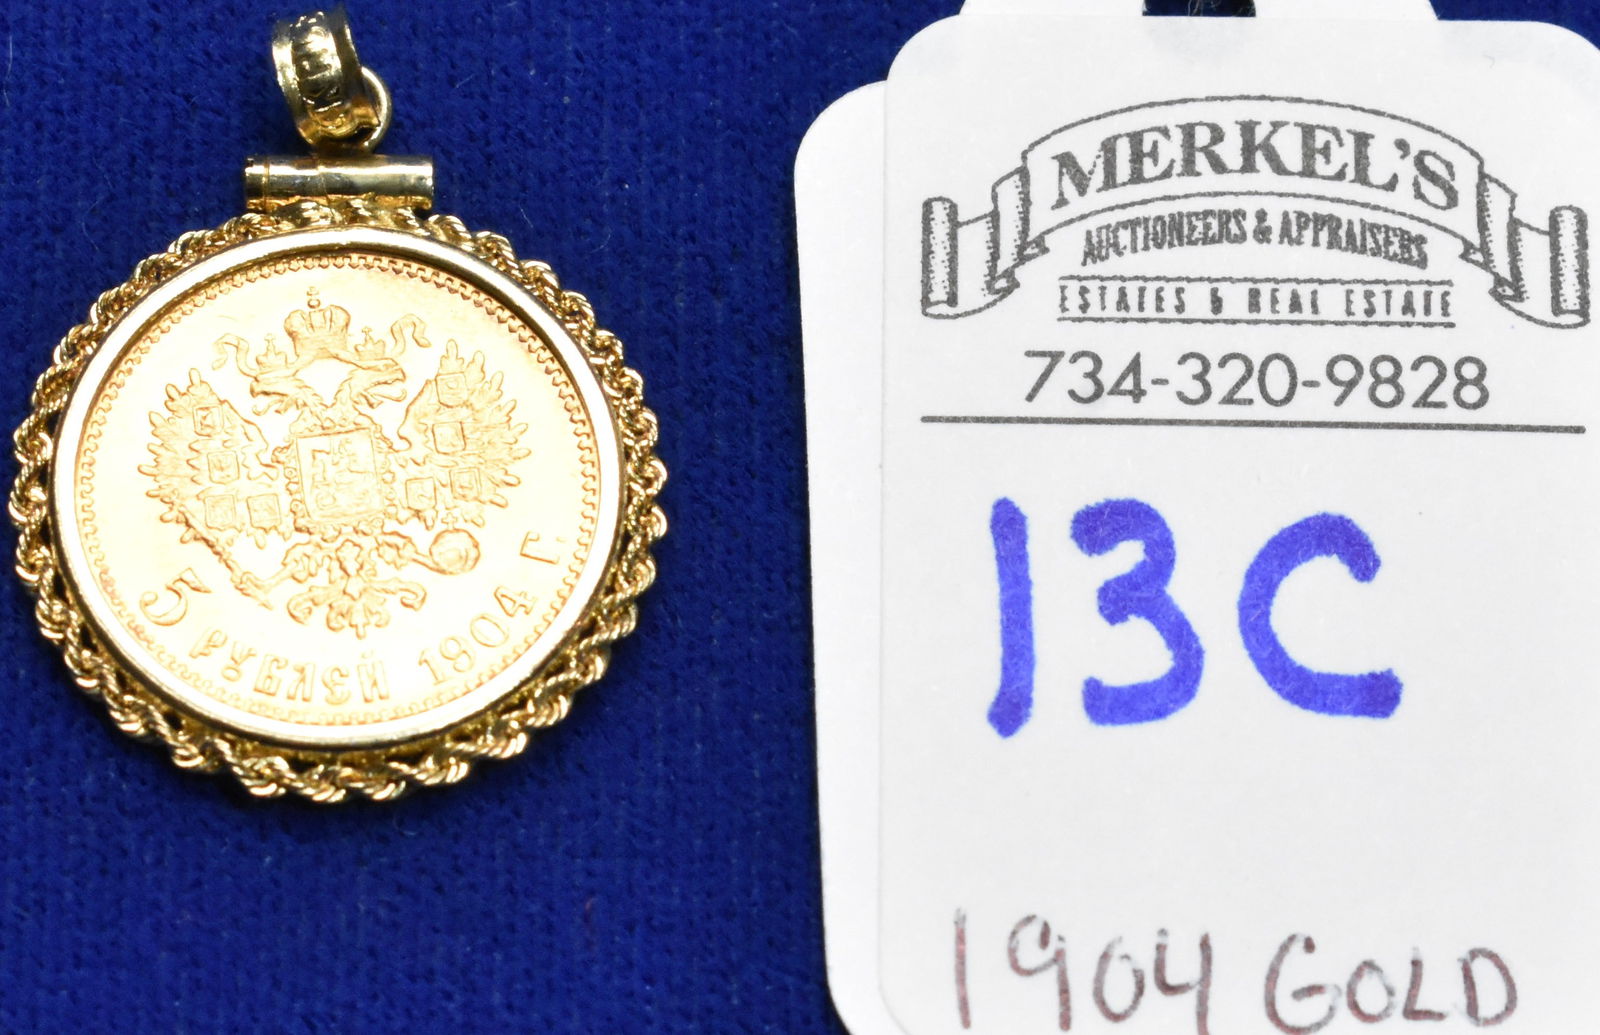 5 РУБЛЕЙ 1904 Г.
MERKEL'S
AUCTIONEERS & APPRAISERS
ESTATES & REAL ESTATE
734-320-9828
13C
1904 GOLD